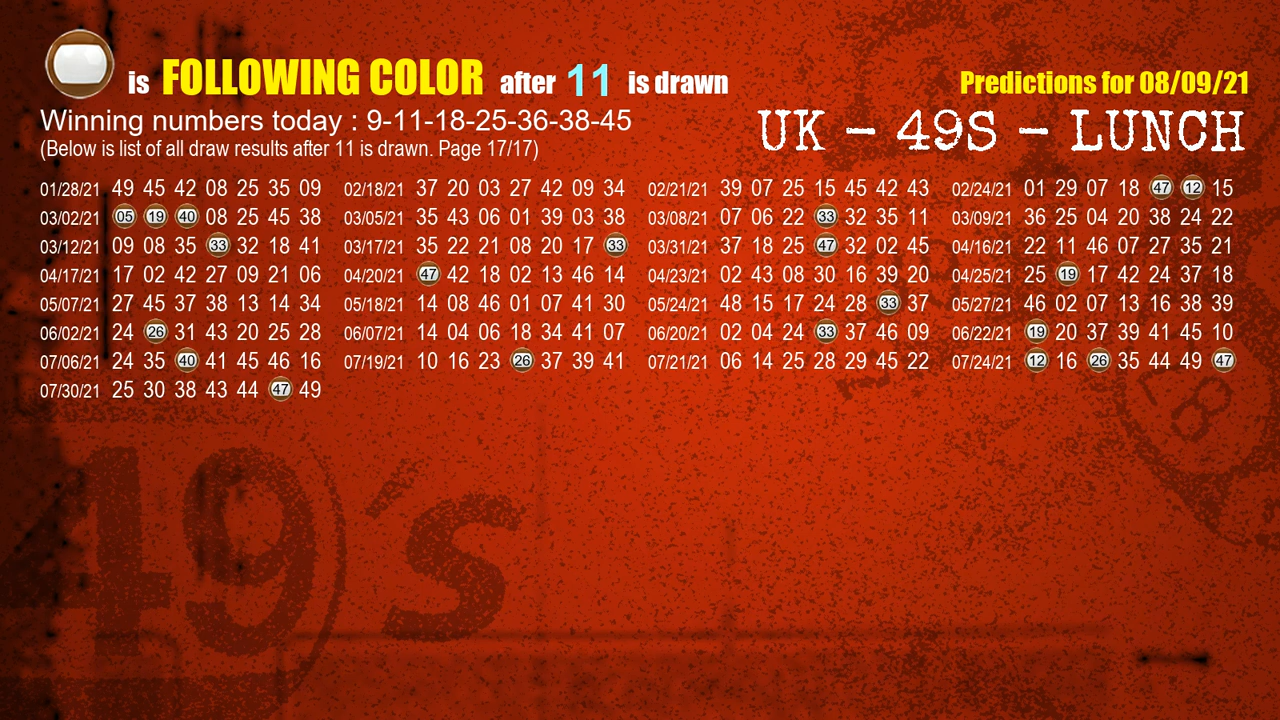 is FOLLOWING COLOR after 11 is drawn
Predictions for 08/09/21
Winning numbers today : 9-11-18-25-36-38-45
UK - 49S - LUNCH
(Below is list of all draw results after 11 is drawn. Page 17/17)
01/28/21 49 45 42 08 25 35 09 02/18/21 37 20 03 27 42 09 34 02/21/21 39 07 25 15 45 42 43 02/24/21 01 29 07 18 47 12 15
03/02/21 05 19 40 08 25 45 38 03/05/21 35 43 06 01 39 03 38 03/08/21 07 06 22 33 32 35 11 03/09/21 36 25 04 20 38 24 22
03/12/21 09 08 35 33 32 18 41 03/17/21 35 22 21 08 20 17 33 03/31/21 37 18 25 47 32 02 45 04/16/21 22 11 46 07 27 35 21
04/17/21 17 02 42 27 09 21 06 04/20/21 47 42 18 02 13 46 14 04/23/21 02 43 08 30 16 39 20 04/25/21 25 19 17 42 24 37 18
05/07/21 27 45 37 38 13 14 34 05/18/21 14 08 46 01 07 41 30 05/24/21 48 15 17 24 28 33 37 05/27/21 46 02 07 13 16 38 39
06/02/21 24 26 31 43 20 25 28 06/07/21 14 04 06 18 34 41 07 06/20/21 02 04 24 33 37 46 09 06/22/21 19 20 37 39 41 45 10
07/06/21 24 35 40 41 45 46 16 07/19/21 10 16 23 26 37 39 41 07/21/21 06 14 25 28 29 45 22 07/24/21 12 16 26 35 44 49 47
07/30/21 25 30 38 43 44 47 49
49's